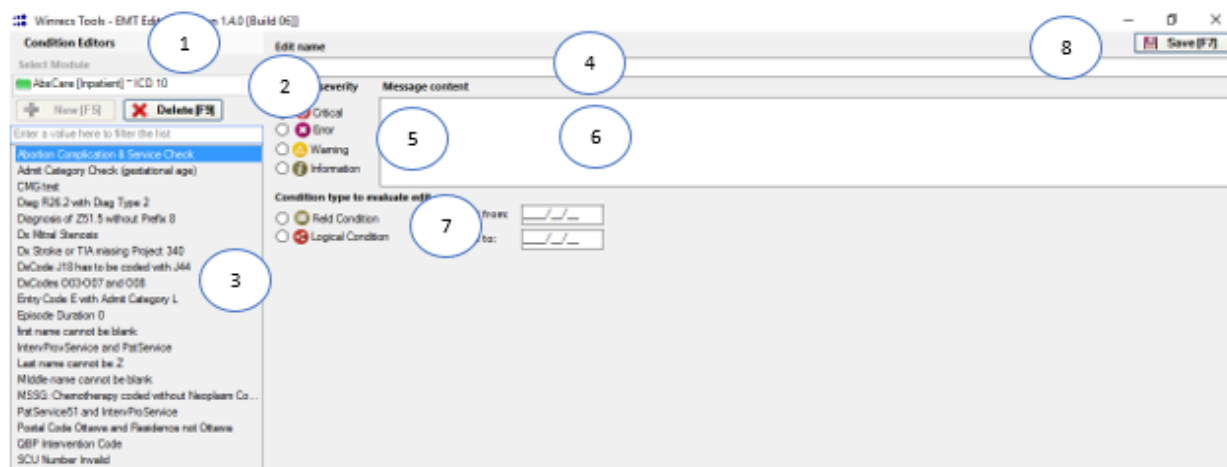 Winrecs Tools - EMT Edit 1.4.0 [Build 06]]
Condition Editors
1
Select Module
AbsCare [Inpatient] ~ ICD 10
2
New [F5]
Delete [F9]
Enter a value here to filter the list
Abortion Complication & Service Check
Admit Category Check (gestational age)
CMG test
Diag R26.2 with Diag Type 2
Diagnosis of Z51.5 without Prefix 8
Dx Mitral Stenosis
Dx Stroke or TIA missing Project 340
DxCode J18 has to be coded with J44
DxCodes O03-O07 and O08
3
Entry Code E with Admit Category L
Episode Duration 0
first name cannot be blank
IntervProvService and PatService
Last name cannot be Z
Middle name cannot be blank
MSSG: Chemotherapy coded without Neoplasm Co...
PatService61 and IntervProService
Postal Code Ottawa and Residence not Ottawa
QBP Intervention Code
SCU Number Invalid
Edit name
4
8
Save [F7]
severity
Message content
Critical
Error
Warning
Information
5
6
Condition type to evaluate edit
Field Condition
Logical Condition
7
from: __/_/_
to: __/_/_